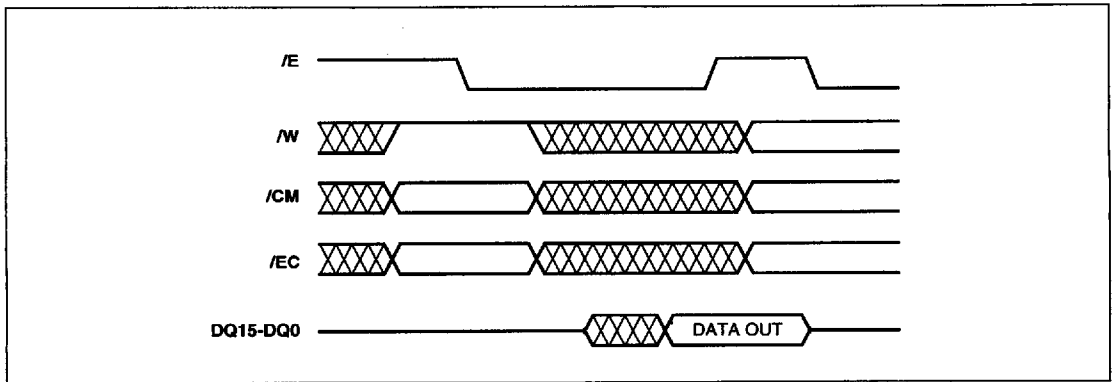 /E
/W
/CM
/EC
DQ15-DQ0 DATA OUT